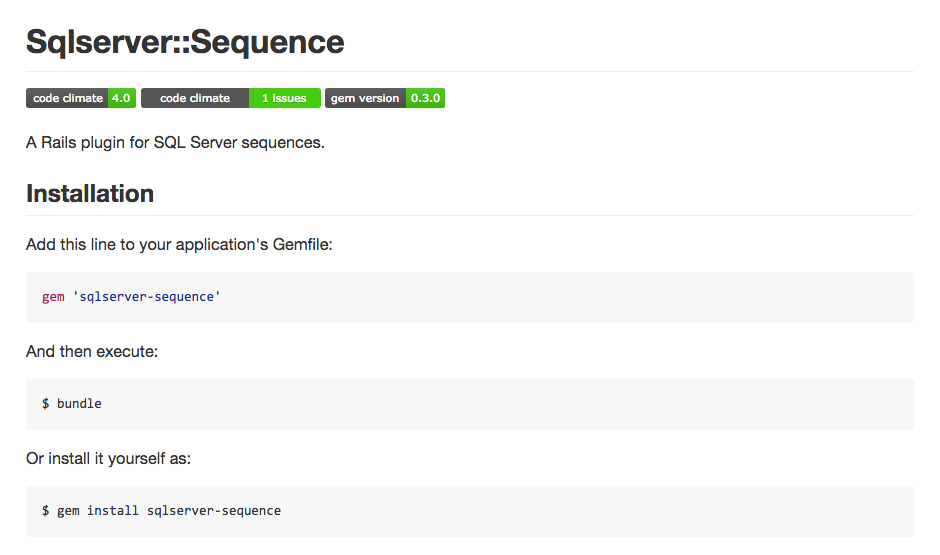 Sqlserver::Sequence
code climate 4.0 code climate 1 issues gem version 0.3.0
A Rails plugin for SQL Server sequences.
Installation
Add this line to your application's Gemfile:
gem 'sqlserver-sequence'
And then execute:
$ bundle
Or install it yourself as:
$ gem install sqlserver-sequence